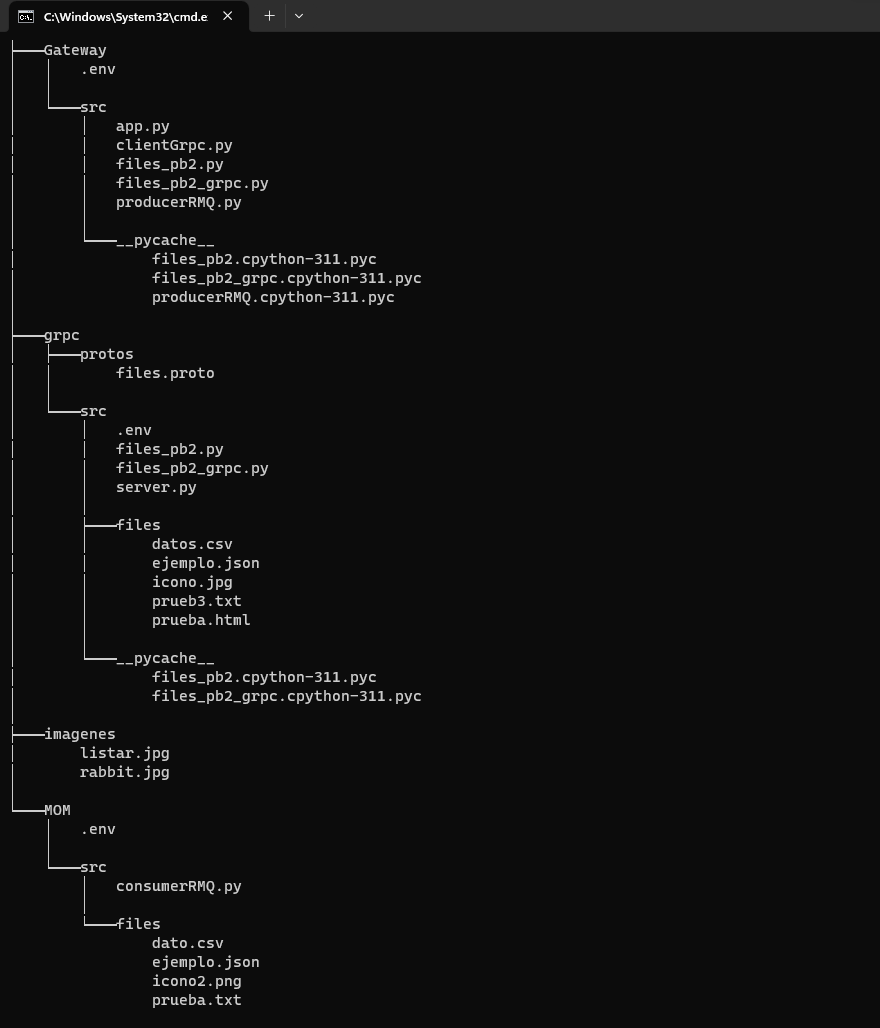 C:\Windows\System32\cmd.e
Gateway
.env
src
app.py
clientGrpc.py
files_pb2.py
files_pb2_grpc.py
producerRMQ.py
__pycache__
files_pb2.cpython-311.pyc
files_pb2_grpc.cpython-311.pyc
producerRMQ.cpython-311.pyc
grpc
protos
files.proto
src
.env
files_pb2.py
files_pb2_grpc.py
server.py
files
datos.csv
ejemplo.json
icono.jpg
prueb3.txt
prueba.html
__pycache__
files_pb2.cpython-311.pyc
files_pb2_grpc.cpython-311.pyc
imagenes
listar.jpg
rabbit.jpg
MOM
.env
src
consumerRMQ.py
files
dato.csv
ejemplo.json
icono2.png
prueba.txt